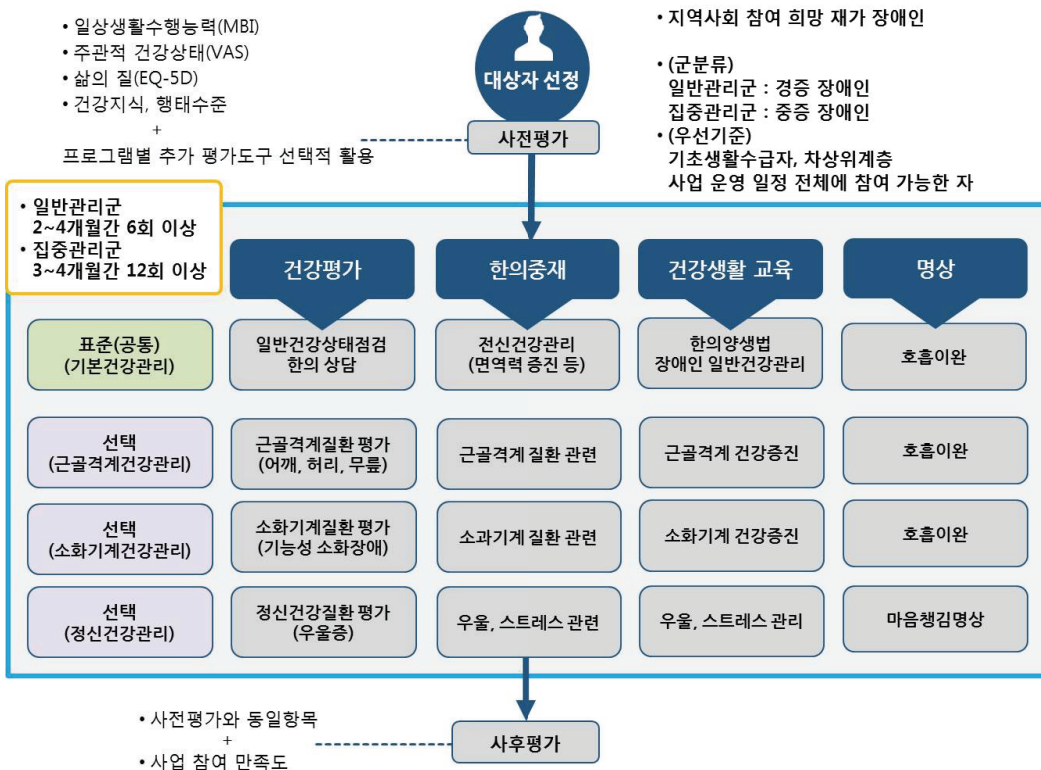 • 일상생활수행능력(MBI)
• 주관적 건강상태(VAS)
• 삶의 질(EQ-5D)
• 건강지식, 행태수준
+
프로그램별 추가 평가도구 선택적 활용
대상자 선정
사전평가
• 지역사회 참여 희망 재가 장애인
• (군분류)
일반관리군 : 경증 장애인
집중관리군 : 중증 장애인
• (우선기준)
기초생활수급자, 차상위계층
사업 운영 일정 전체에 참여 가능한 자
• 일반관리군
2~4개월간 6회 이상
• 집중관리군
3~4개월간 12회 이상
건강평가
한의중재
건강생활 교육
명상
표준(공통)
(기본건강관리)
일반건강상태점검
한의 상담
전신건강관리
(면역력 증진 등)
한의양생법
장애인 일반건강관리
호흡이완
선택
(근골격계건강관리)
근골격계질환 평가
(어깨, 허리, 무릎)
근골격계 질환 관련
근골격계 건강증진
호흡이완
선택
(소화기계건강관리)
소화기계질환 평가
(기능성 소화장애)
소과기계 질환 관련
소화기계 건강증진
호흡이완
선택
(정신건강관리)
정신건강질환 평가
(우울증)
우울, 스트레스 관련
우울, 스트레스 관리
마음챙김명상
• 사전평가와 동일항목
+
• 사업 참여 만족도
사후평가